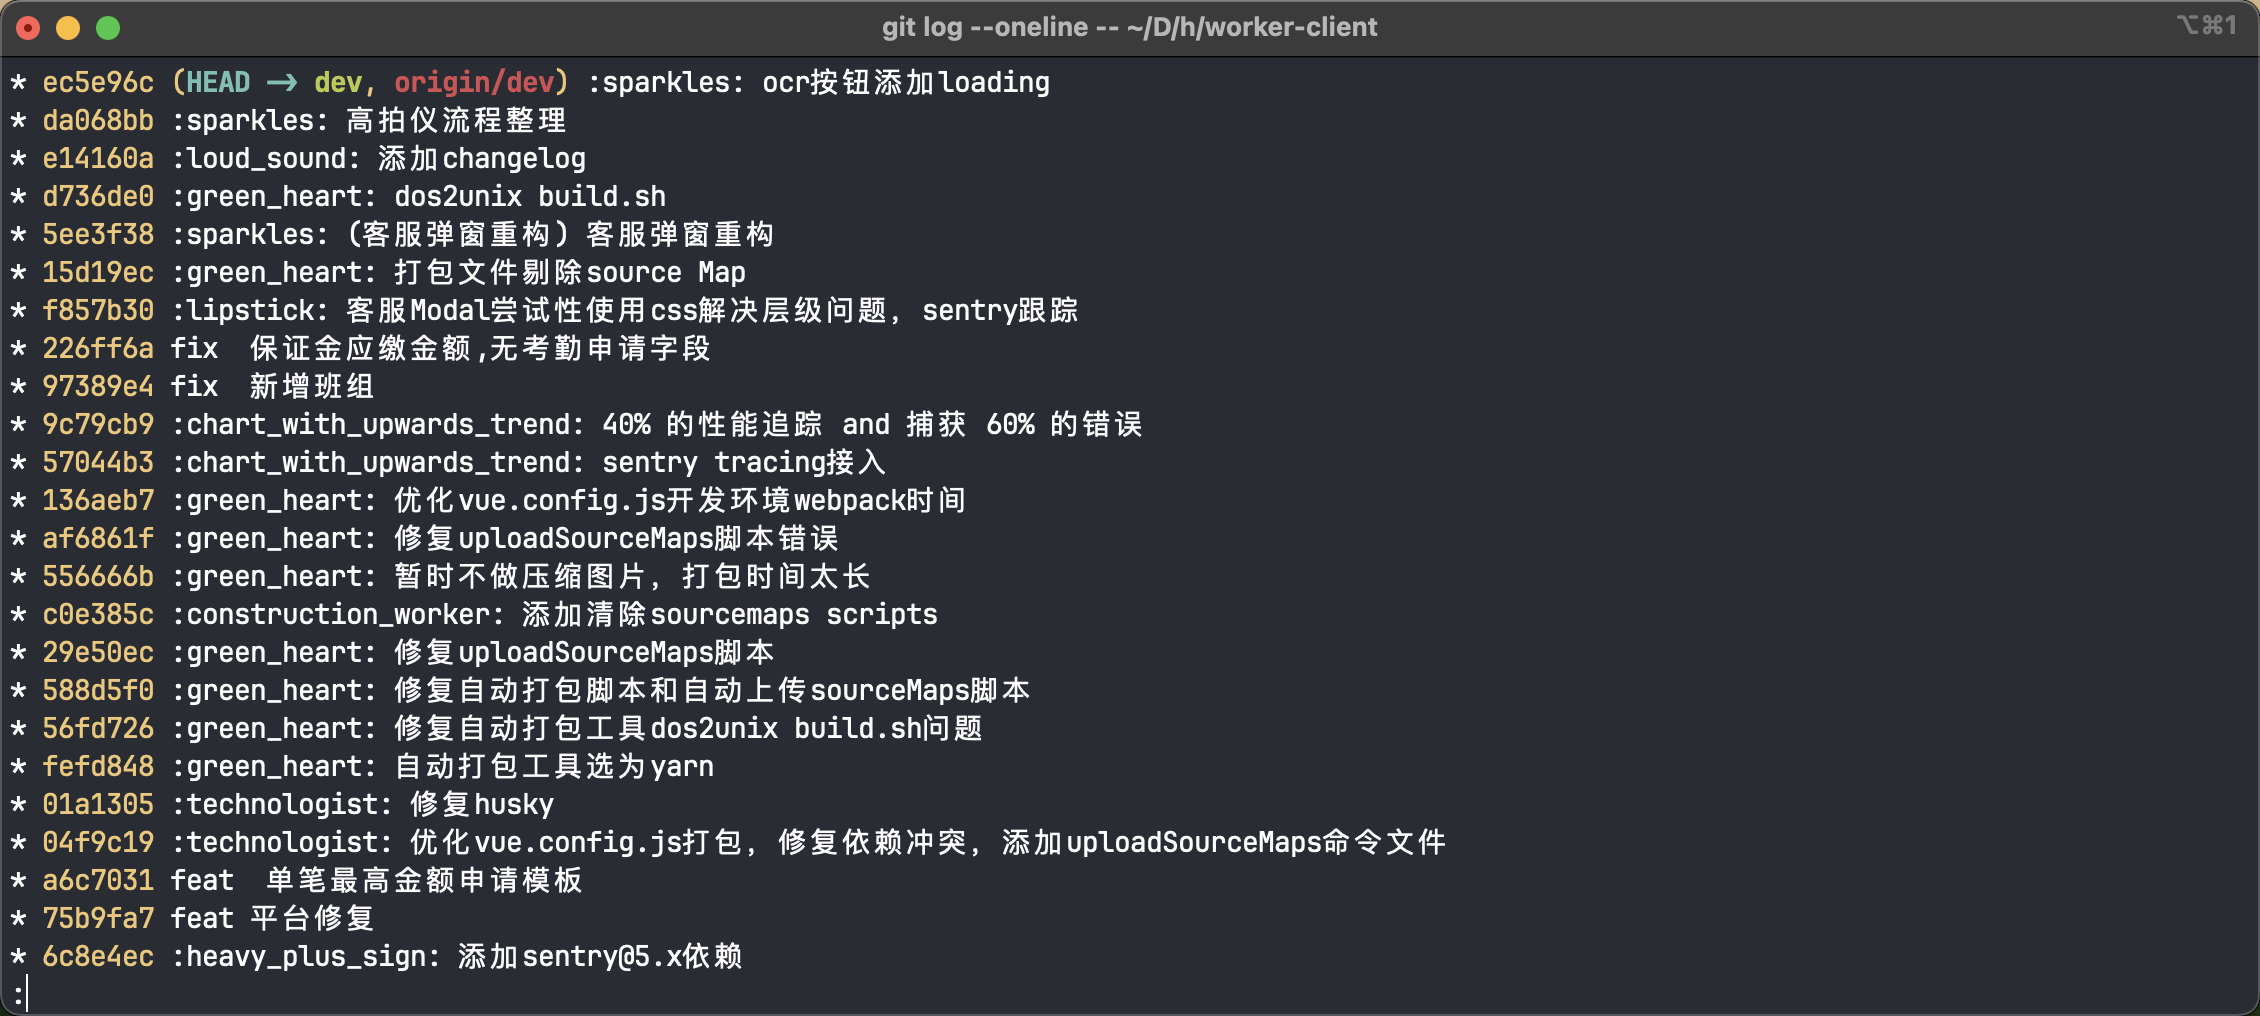 git log --oneline -- ~/D/h/worker-client ⌥⌘1
* ec5e96c (HEAD -> dev, origin/dev) :sparkles: ocr按钮添加loading
* da068bb :sparkles: 高拍仪流程整理
* e14160a :loud_sound: 添加changelog
* d736de0 :green_heart: dos2unix build.sh
* 5ee3f38 :sparkles:（客服弹窗重构）客服弹窗重构
* 15d19ec :green_heart: 打包文件剔除source Map
* f857b30 :lipstick: 客服Modal尝试性使用css解决层级问题，sentry跟踪
* 226ff6a fix  保证金应缴金额,无考勤申请字段
* 97389e4 fix  新增班组
* 9c79cb9 :chart_with_upwards_trend: 40% 的性能追踪 and 捕获 60% 的错误
* 57044b3 :chart_with_upwards_trend: sentry tracing接入
* 136aeb7 :green_heart: 优化vue.config.js开发环境webpack时间
* af6861f :green_heart: 修复uploadSourceMaps脚本错误
* 556666b :green_heart: 暂时不做压缩图片，打包时间太长
* c0e385c :construction_worker: 添加清除sourcemaps scripts
* 29e50ec :green_heart: 修复uploadSourceMaps脚本
* 588d5f0 :green_heart: 修复自动打包脚本和自动上传sourceMaps脚本
* 56fd726 :green_heart: 修复自动打包工具dos2unix build.sh问题
* fefd848 :green_heart: 自动打包工具选为yarn
* 01a1305 :technologist: 修复husky
* 04f9c19 :technologist: 优化vue.config.js打包，修复依赖冲突，添加uploadSourceMaps命令文件
* a6c7031 feat  单笔最高金额申请模板
* 75b9fa7 feat 平台修复
* 6c8e4ec :heavy_plus_sign: 添加sentry@5.x依赖
: